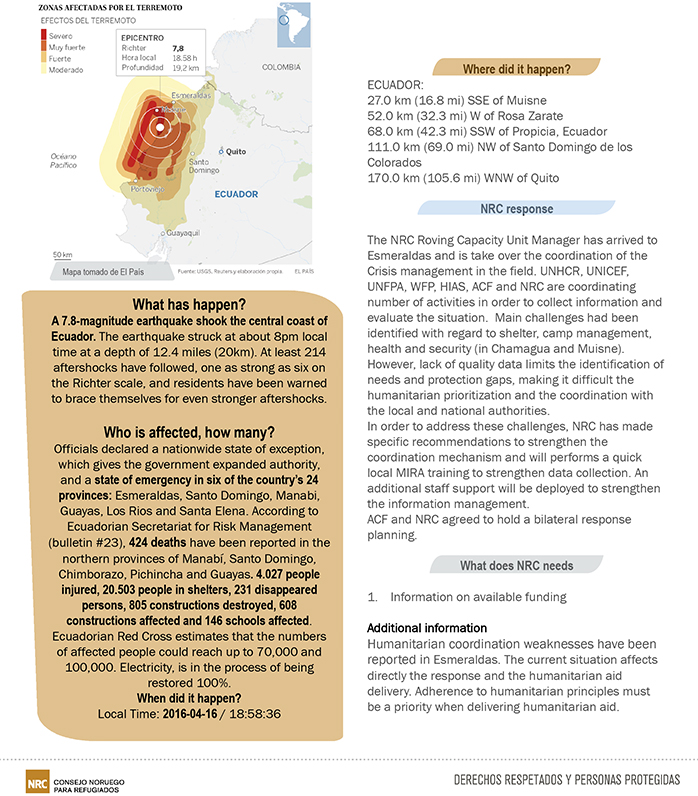 ZONAS AFECTADAS POR EL TERREMOTO
EFECTOS DEL TERREMOTO
Severo
Muy fuerte
Fuerte
Moderado
EPICENTRO
Richter 7,8
Hora local 18.58 h
Profundidad 19,2 km
COLOMBIA
Esmeraldas
Muisne
Océano
Pacífico
Quito
Santo
Domingo
Portoviejo
ECUADOR
Guayaquil
50 km
Mapa tomado de El País
Fuente: USGS, Reuters y elaboración propia.
EL PAÍS
What has happen?
A 7.8-magnitude earthquake shook the central coast of
Ecuador. The earthquake struck at about 8pm local
time at a depth of 12.4 miles (20km). At least 214
aftershocks have followed, one as strong as six on
the Richter scale, and residents have been warned
to brace themselves for even stronger aftershocks.
Who is affected, how many?
Officials declared a nationwide state of exception,
which gives the government expanded authority,
and a state of emergency in six of the country's 24
provinces: Esmeraldas, Santo Domingo, Manabi,
Guayas, Los Rios and Santa Elena. According to
Ecuadorian Secretariat for Risk Management
(bulletin #23), 424 deaths have been reported in the
northern provinces of Manabí, Santo Domingo,
Chimborazo, Pichincha and Guayas. 4.027 people
injured, 20.503 people in shelters, 231 disappeared
persons, 805 constructions destroyed, 608
constructions affected and 146 schools affected.
Ecuadorian Red Cross estimates that the numbers
of affected people could reach up to 70,000 and
100,000. Electricity, is in the process of being
restored 100%.
When did it happen?
Local Time: 2016-04-16 / 18:58:36
Where did it happen?
ECUADOR:
27.0 km (16.8 mi) SSE of Muisne
52.0 km (32.3 mi) W of Rosa Zarate
68.0 km (42.3 mi) SSW of Propicia, Ecuador
111.0 km (69.0 mi) NW of Santo Domingo de los
Colorados
170.0 km (105.6 mi) WNW of Quito
NRC response
The NRC Roving Capacity Unit Manager has arrived to
Esmeraldas and is take over the coordination of the
Crisis management in the field. UNHCR, UNICEF,
UNFPA, WFP, HIAS, ACF and NRC are coordinating
number of activities in order to collect information and
evaluate the situation. Main challenges had been
identified with regard to shelter, camp management,
health and security (in Chamagua and Muisne).
However, lack of quality data limits the identification of
needs and protection gaps, making it difficult the
humanitarian prioritization and the coordination with
the local and national authorities.
In order to address these challenges, NRC has made
specific recommendations to strengthen the
coordination mechanism and will performs a quick
local MIRA training to strengthen data collection. An
additional staff support will be deployed to strengthen
the information management.
ACF and NRC agreed to hold a bilateral response
planning.
What does NRC needs
1. Information on available funding
Additional information
Humanitarian coordination weaknesses have been
reported in Esmeraldas. The current situation affects
directly the response and the humanitarian aid
delivery. Adherence to humanitarian principles must
be a priority when delivering humanitarian aid.
NRC
CONSEJO NORUEGO
PARA REFUGIADOS
DERECHOS RESPETADOS Y PERSONAS PROTEGIDAS